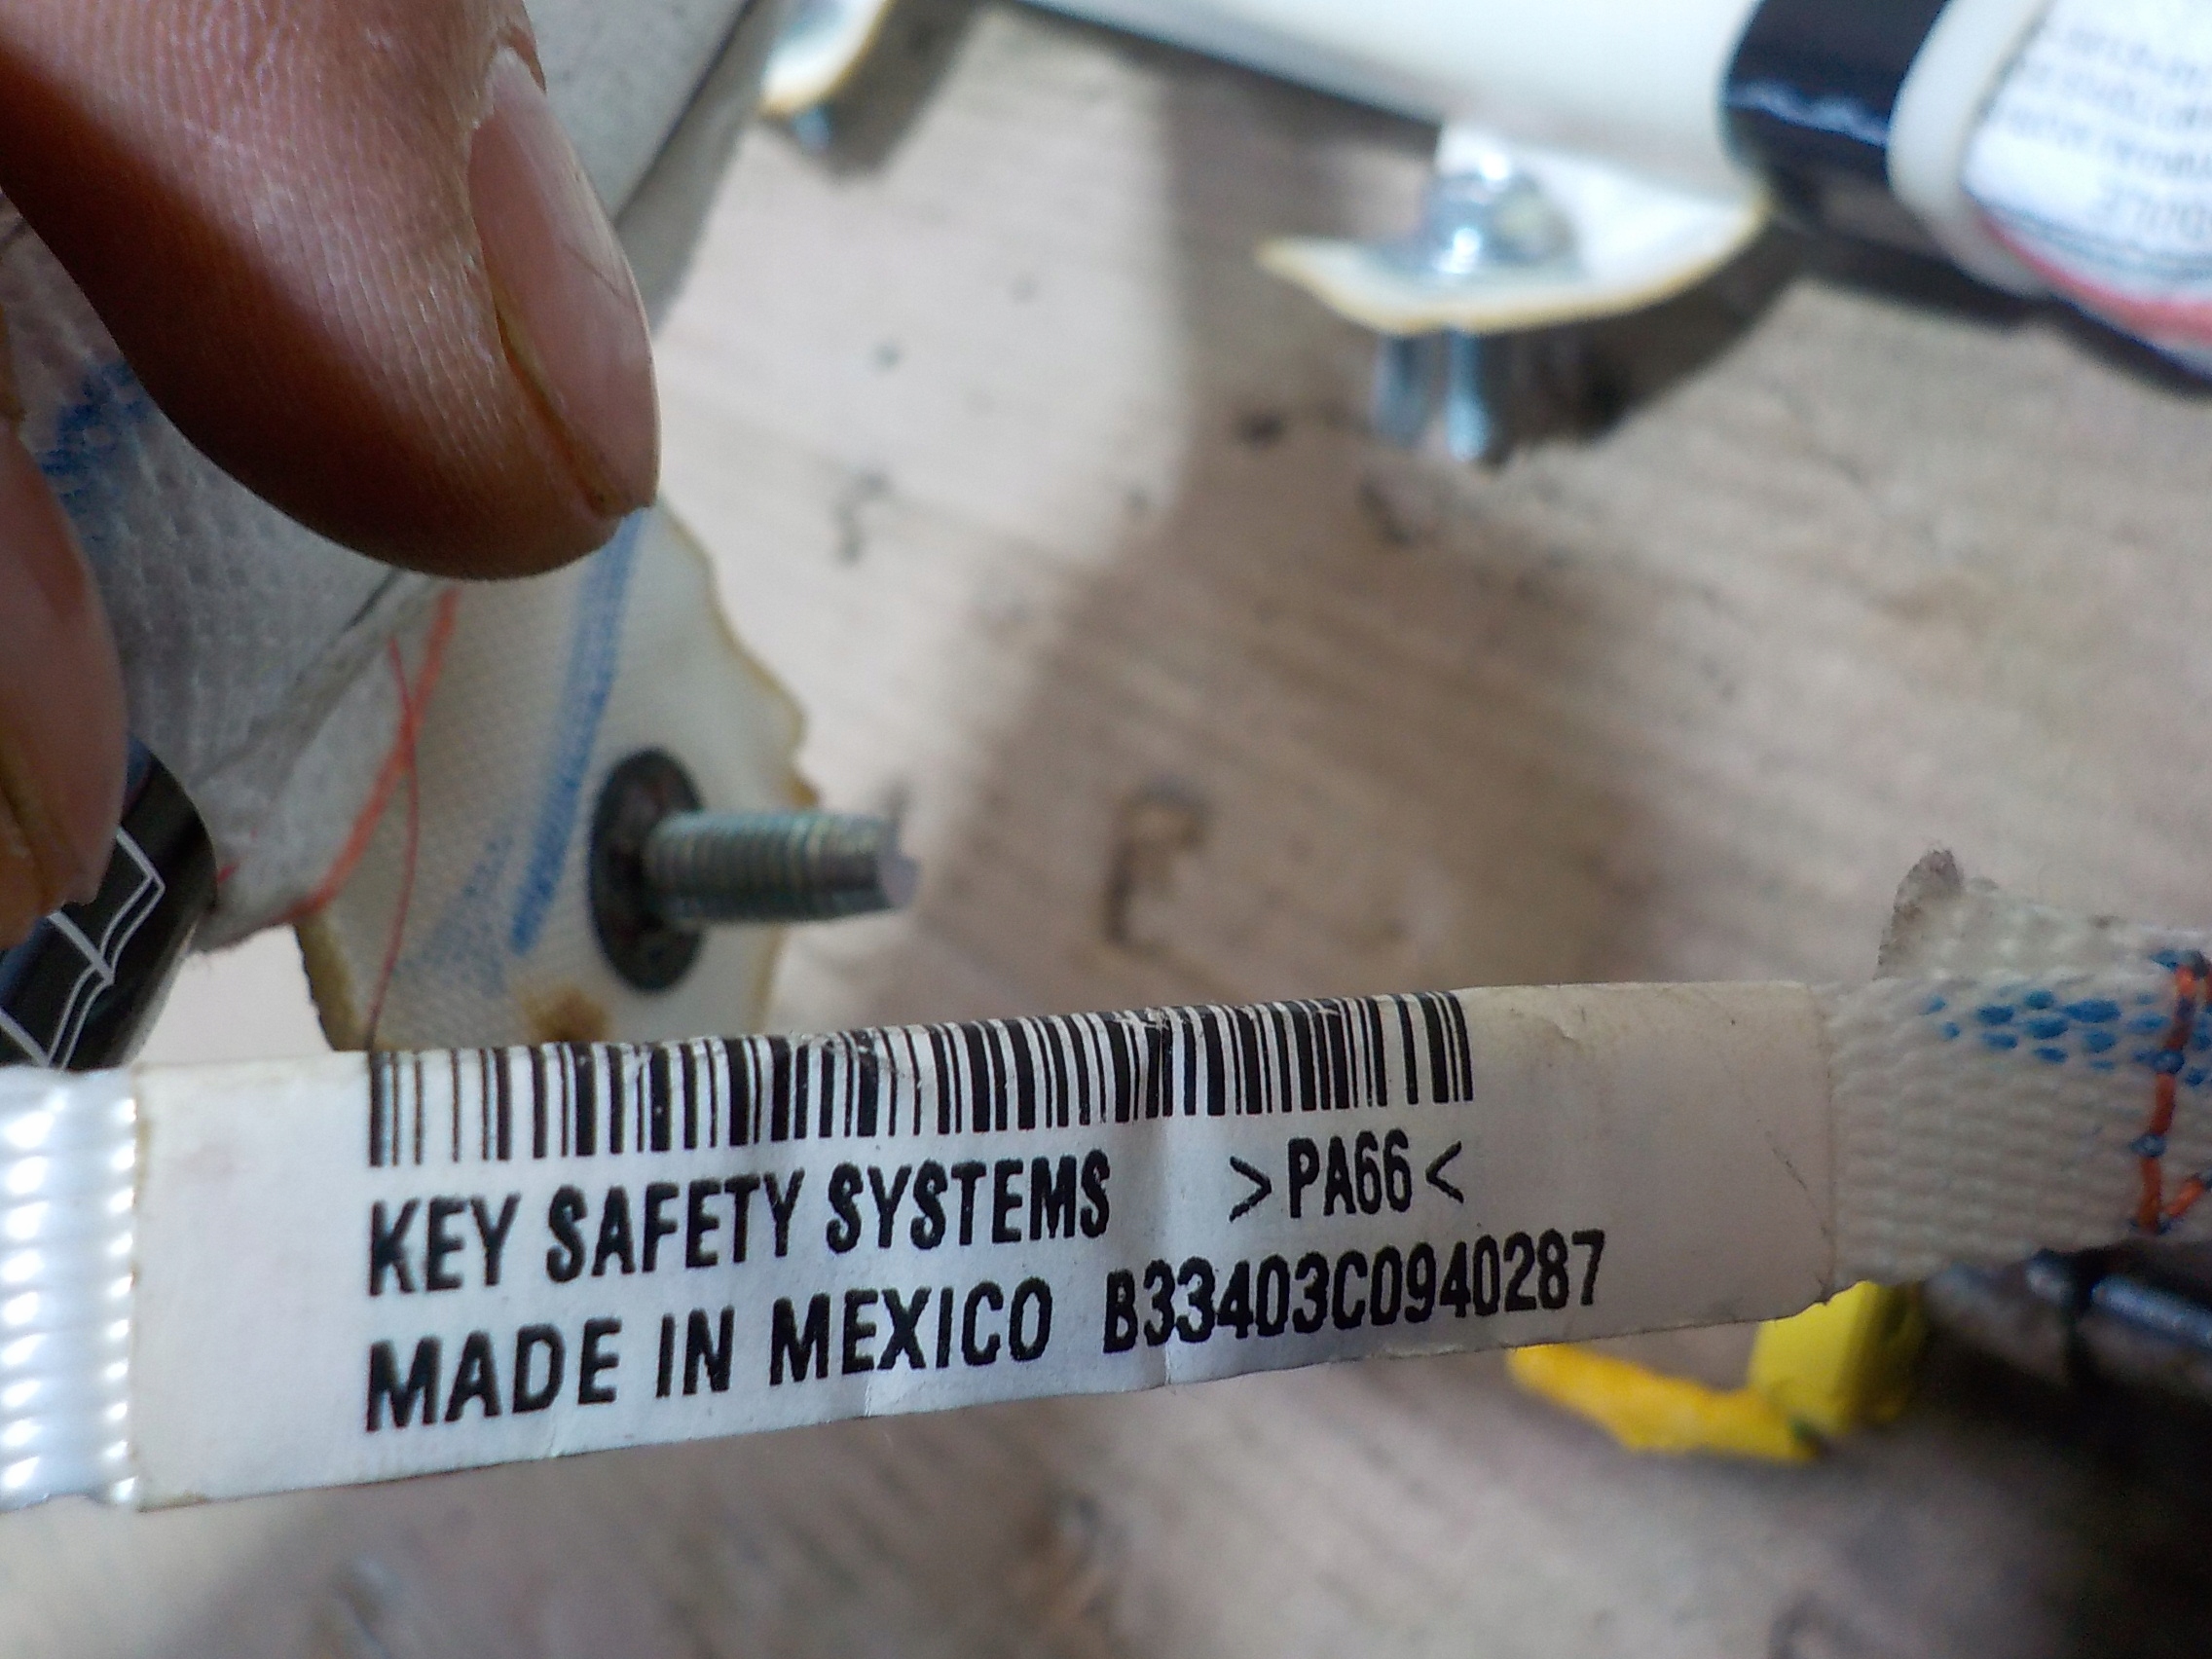 KEY SAFETY SYSTEMS >PA66<
MADE IN MEXICO B33403C0940287